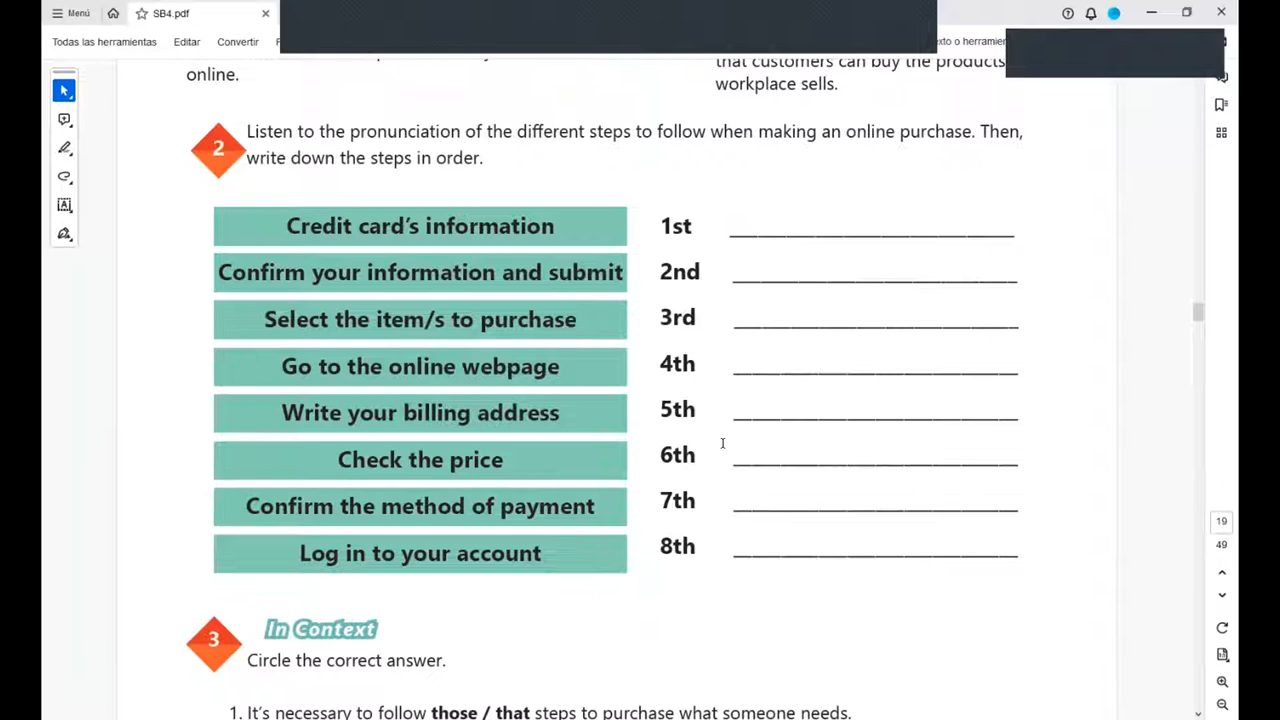 Menú
SB4.pdf
Todas las herramientas
Editar
Convertir
exto o herramier
online.
that customers can buy the products
workplace sells.
2
Listen to the pronunciation of the different steps to follow when making an online purchase. Then,
write down the steps in order.
Credit card's information
1st
Confirm your information and submit
2nd
Select the item/s to purchase
3rd
Go to the online webpage
4th
Write your billing address
5th
Check the price
6th
Confirm the method of payment
7th
Log in to your account
8th
19
49
3
In Context
Circle the correct answer.
1. It's necessary to follow those / that steps to purchase what someone needs.